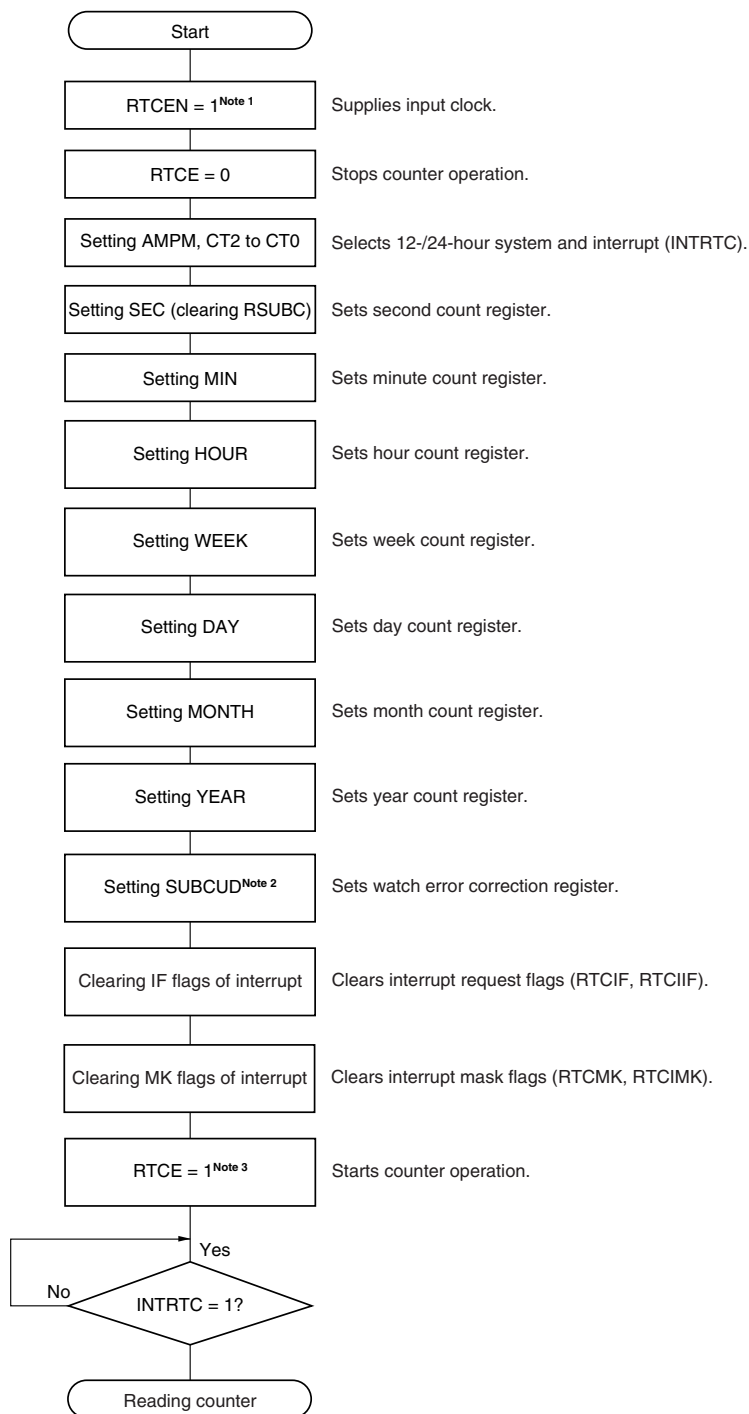 Start
RTCEN = 1Note 1 Supplies input clock.
RTCE = 0 Stops counter operation.
Setting AMPM, CT2 to CT0 Selects 12-/24-hour system and interrupt (INTRTC).
Setting SEC (clearing RSUBC) Sets second count register.
Setting MIN Sets minute count register.
Setting HOUR Sets hour count register.
Setting WEEK Sets week count register.
Setting DAY Sets day count register.
Setting MONTH Sets month count register.
Setting YEAR Sets year count register.
Setting SUBCUDNote 2 Sets watch error correction register.
Clearing IF flags of interrupt Clears interrupt request flags (RTCIF, RTCIIF).
Clearing MK flags of interrupt Clears interrupt mask flags (RTCMK, RTCIMK).
RTCE = 1Note 3 Starts counter operation.
Yes
No
INTRTC = 1?
Reading counter